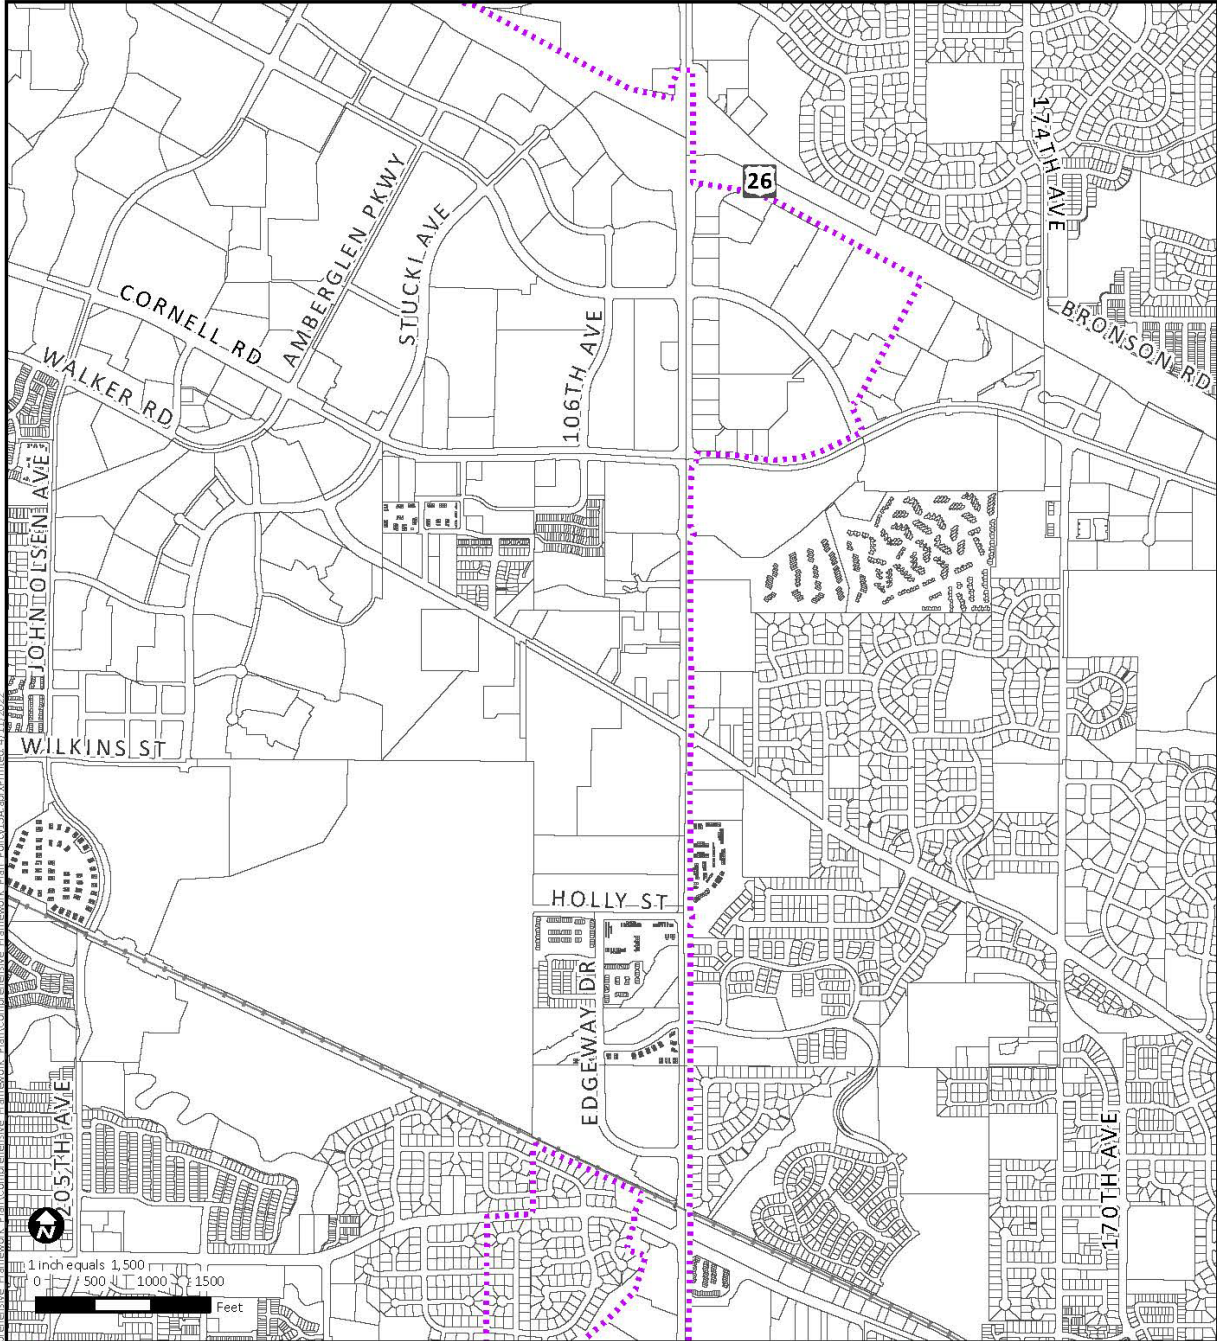 174TH AVE
26
AMBERGLEN PKWY
STUCKI AVE
CORNELL RD
106TH AVE
BRONSON RD
WALKER RD
JOHN OLSEN AVE
WILKINS ST
HOLLY ST
EDGEWAY DR
205TH AVE
170TH AVE
N
1 inch equals 1,500
0 500 1000 1500
Feet